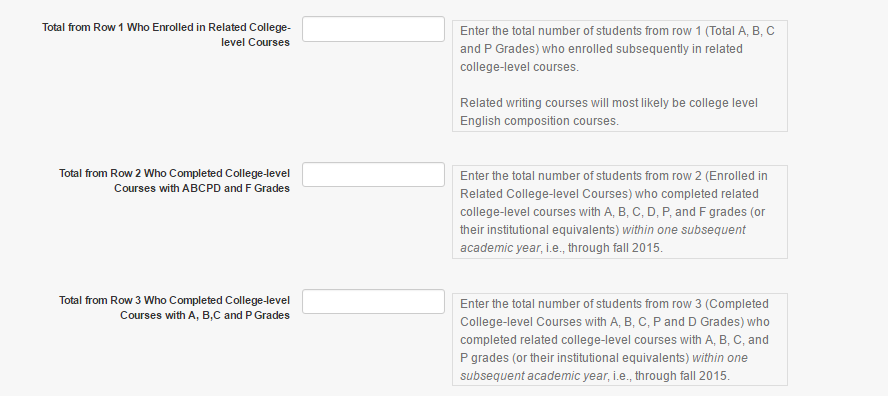 Total from Row 1 Who Enrolled in Related College-
level Courses
Enter the total number of students from row 1 (Total A, B, C
and P Grades) who enrolled subsequently in related
college-level courses.
Related writing courses will most likely be college level
English composition courses.
Total from Row 2 Who Completed College-level
Courses with ABCPD and F Grades
Enter the total number of students from row 2 (Enrolled in
Related College-level Courses) who completed related
college-level courses with A, B, C, D, P, and F grades (or
their institutional equivalents) within one subsequent
academic year, i.e., through fall 2015.
Total from Row 3 Who Completed College-level
Courses with A, B,C and P Grades
Enter the total number of students from row 3 (Completed
College-level Courses with A, B, C, P and D Grades) who
completed related college-level courses with A, B, C, and
P grades (or their institutional equivalents) within one
subsequent academic year, i.e., through fall 2015.